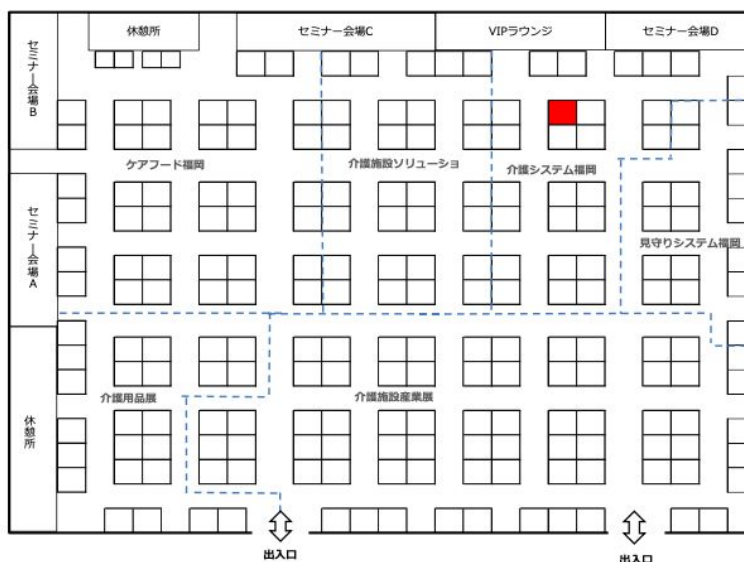 休憩所
セミナー会場C
VIPラウンジ
セミナー会場D
セミナー会場B
ケアフード福岡
介護施設ソリューショ
介護システム福岡
セミナー会場A
見守りシステム福岡
介護用品展
介護施設産業展
休憩所
出入口
出入口